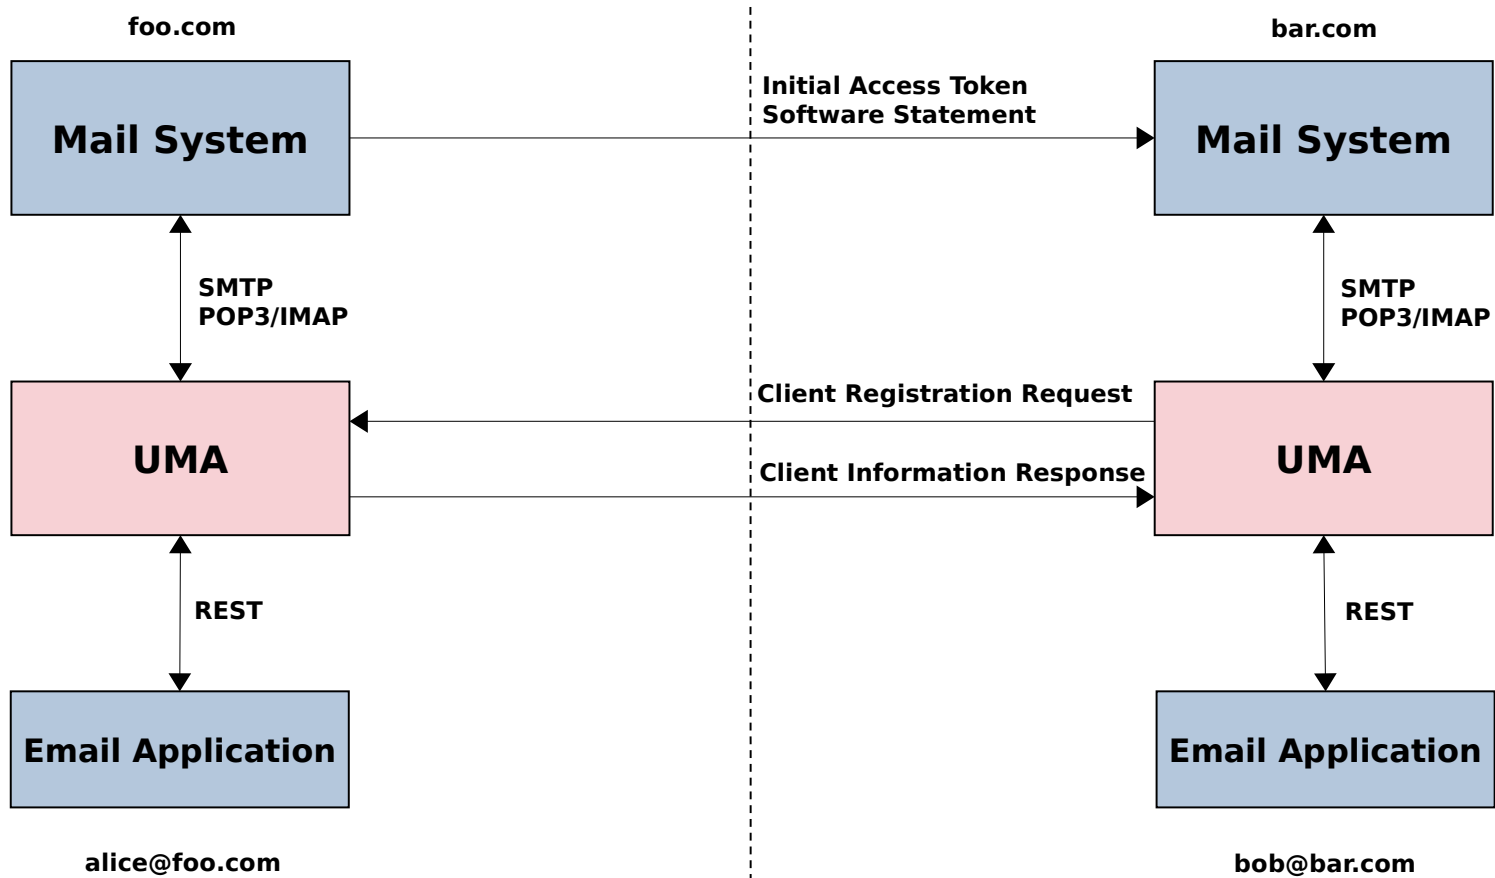 foo.com
bar.com
Mail System
Initial Access Token
Software Statement
Mail System
SMTP
POP3/IMAP
SMTP
POP3/IMAP
UMA
Client Registration Request
Client Information Response
UMA
REST
REST
Email Application
Email Application
alice@foo.com
bob@bar.com